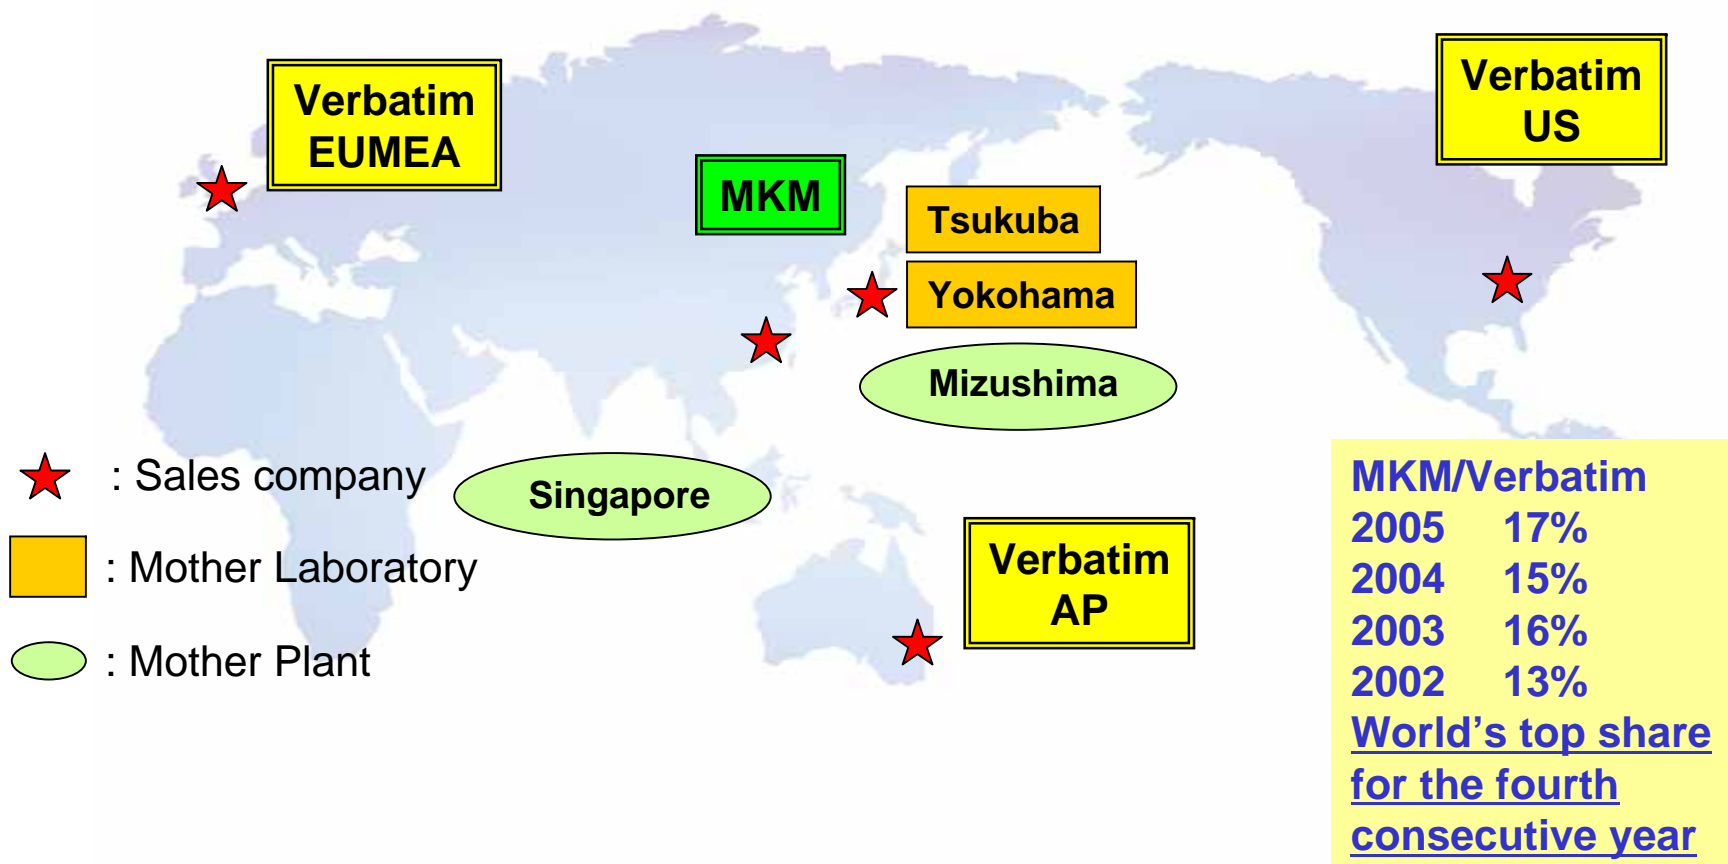 Verbatim
EUMEA
Verbatim
US
MKM
Tsukuba
Yokohama
Mizushima
: Sales company
Singapore
: Mother Laboratory
: Mother Plant
Verbatim
AP
MKM/Verbatim
2005 17%
2004 15%
2003 16%
2002 13%
World’s top share
for the fourth
consecutive year